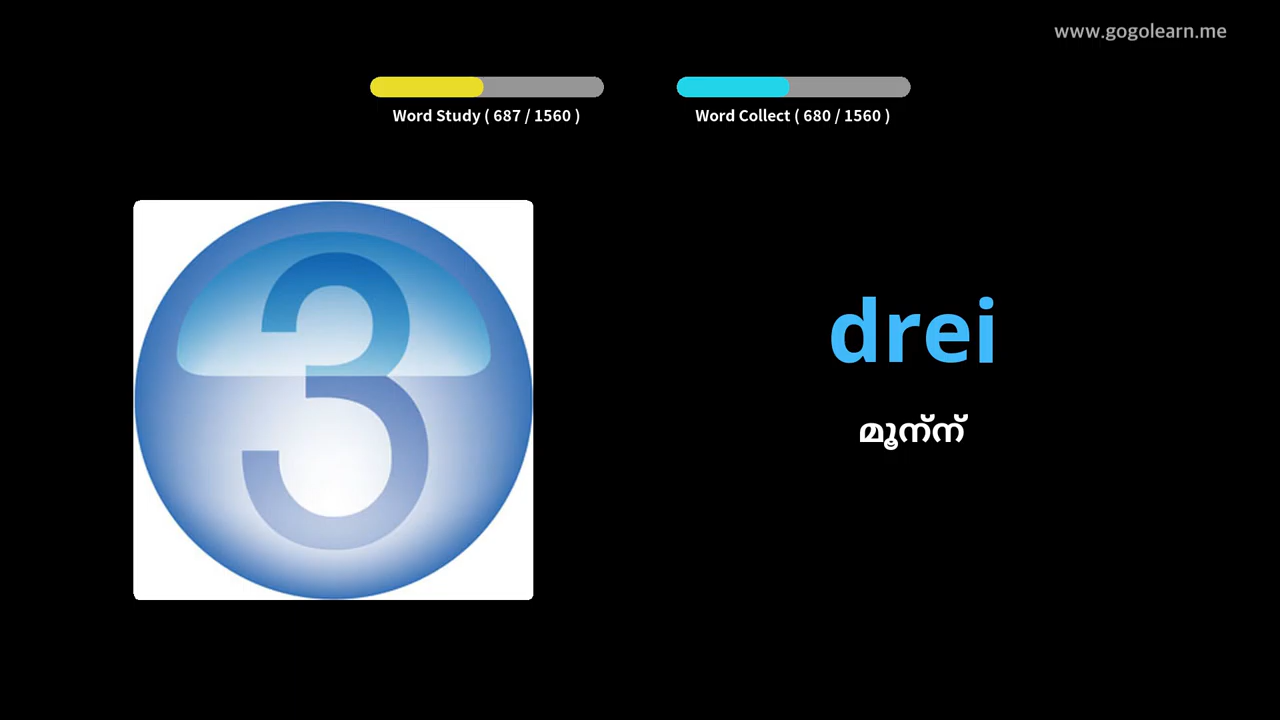 www.gogolearn.me
Word Study ( 687 / 1560 )
Word Collect ( 680 / 1560 )
3
drei
മൂന്ന്